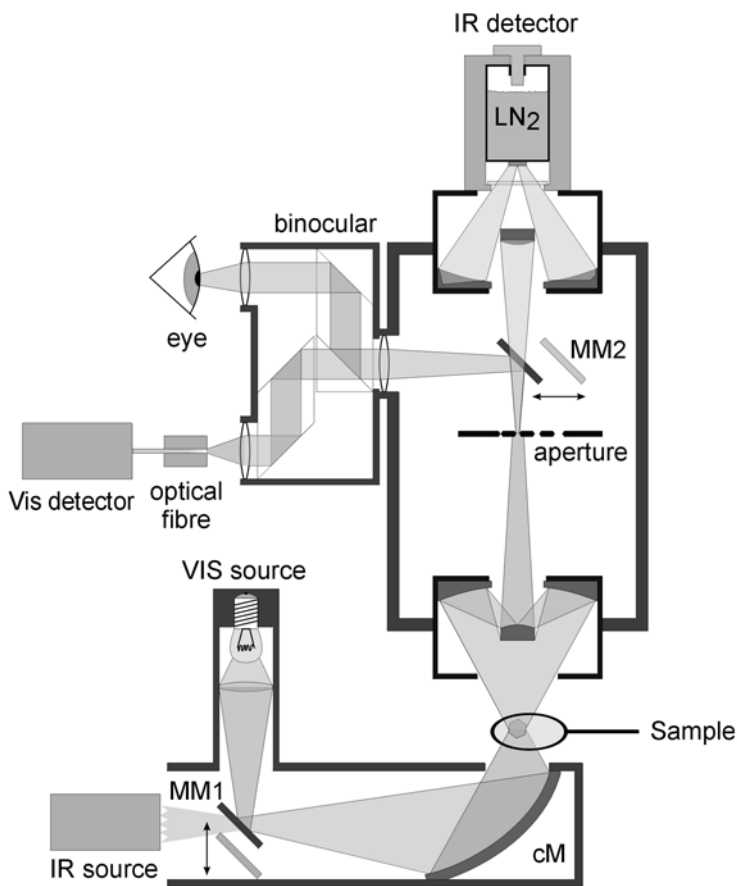 IR detector
LN2
binocular
eye
MM2
aperture
Vis detector
optical
fibre
VIS source
Sample
MM1
IR source
cM